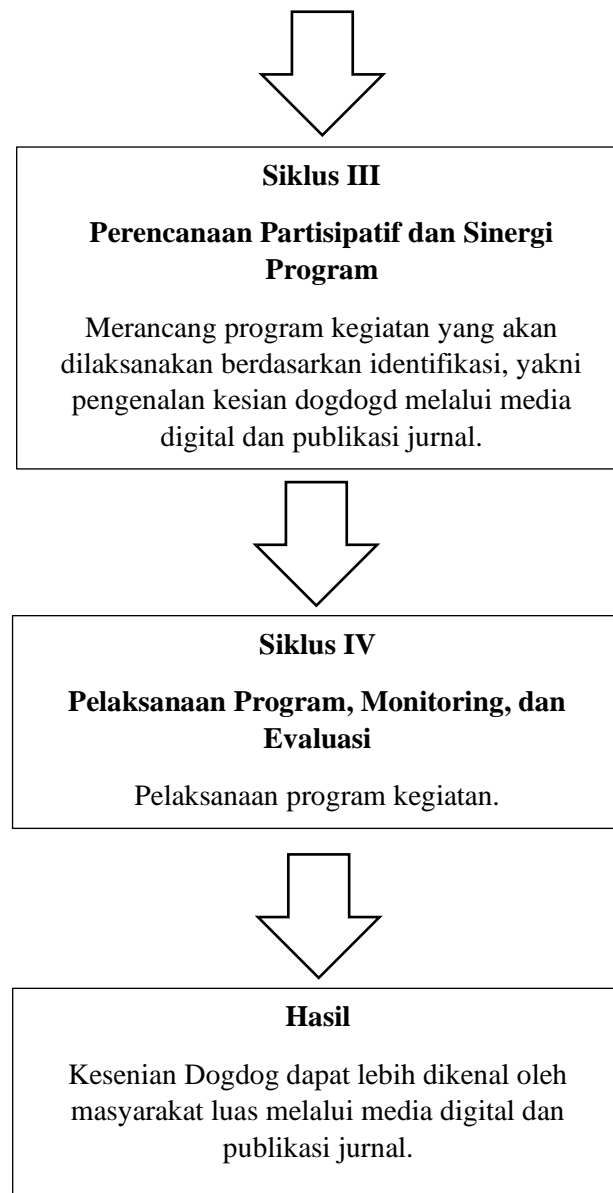 Siklus III
Perencanaan Partisipatif dan Sinergi
Program
Merancang program kegiatan yang akan
dilaksanakan berdasarkan identifikasi, yakni
pengenalan kesian dogdogd melalui media
digital dan publikasi jurnal.
Siklus IV
Pelaksanaan Program, Monitoring, dan
Evaluasi
Pelaksanaan program kegiatan.
Hasil
Kesenian Dogdog dapat lebih dikenal oleh
masyarakat luas melalui media digital dan
publikasi jurnal.